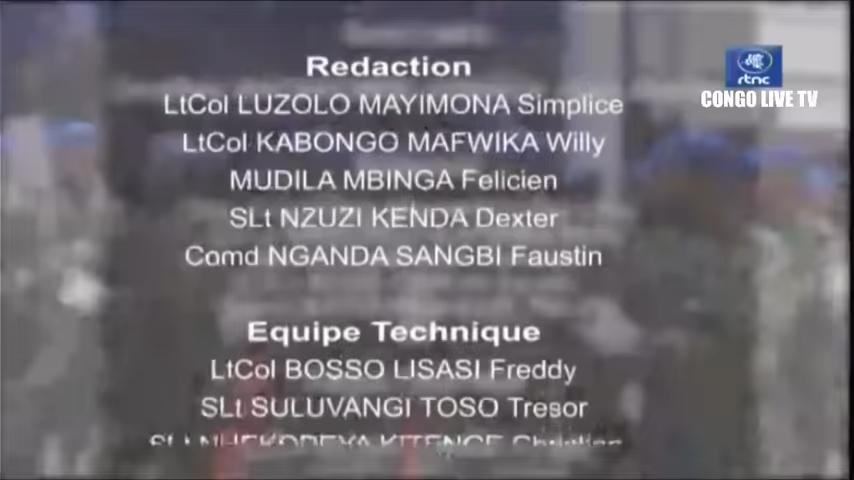 Redaction
LtCol LUZOLO MAYIMONA Simplice
LtCol KABONGO MAFWIKA Willy
MUDILA MBINGA Felicien
SLt NZUZI KENDA Dexter
Comd NGANDA SANGBI Faustin
Equipe Technique
LtCol BOSSO LISASI Freddy
SLt SULUVANGI TOSO Tresor
rtnc
CONGO LIVE TV